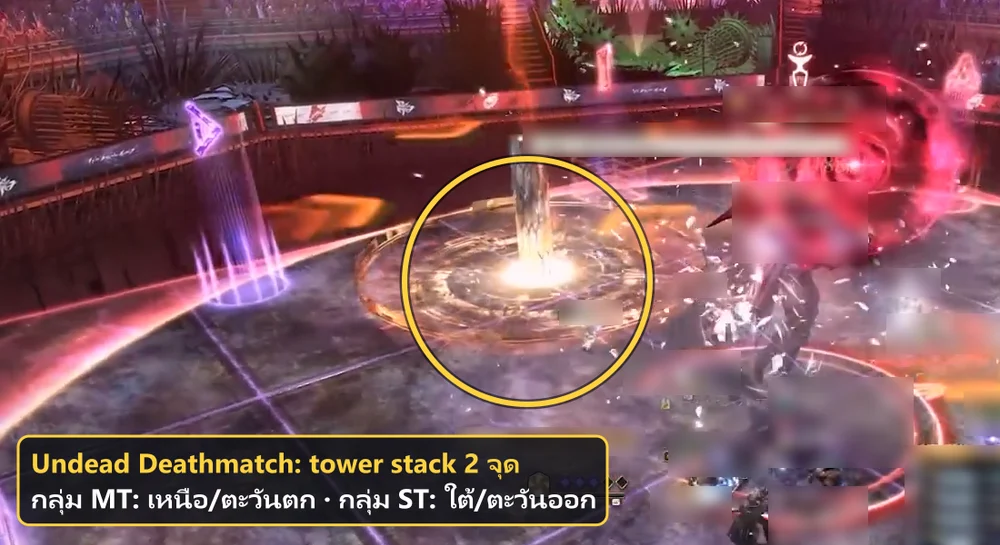 Undead Deathmatch: tower stack 2 จุด
กลุ่ม MT: เหนือ/ตะวันตก · กลุ่ม ST: ใต้/ตะวันออก